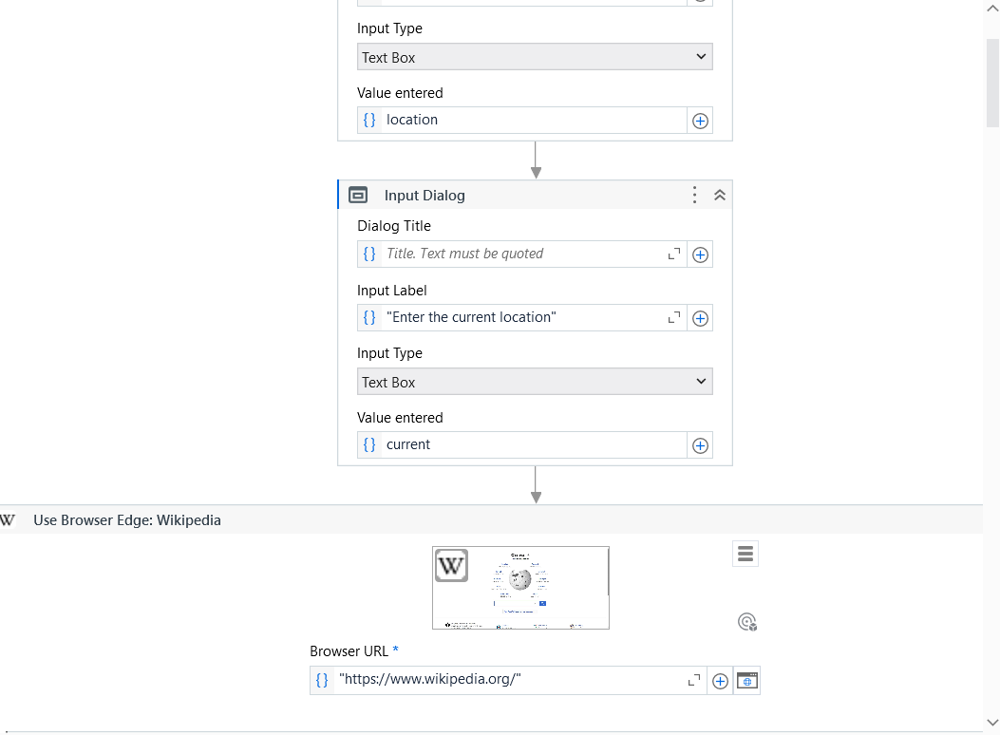 Input Type
Text Box
Value entered
{} location
Input Dialog
Dialog Title
{} Title. Text must be quoted
Input Label
{} "Enter the current location"
Input Type
Text Box
Value entered
{} current
W Use Browser Edge: Wikipedia
W
Browser URL *
{} "https://www.wikipedia.org/"